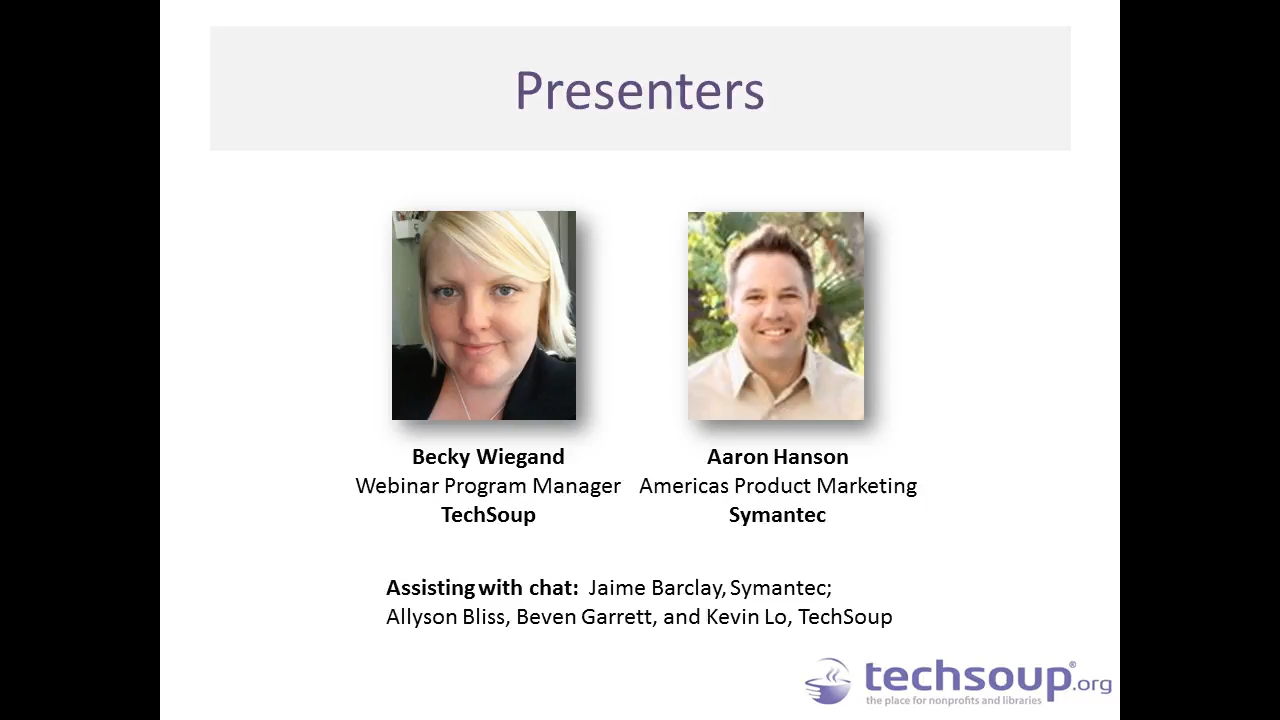 Presenters
Becky Wiegand
Webinar Program Manager
TechSoup
Aaron Hanson
Americas Product Marketing
Symantec
Assisting with chat: Jaime Barclay, Symantec;
Allyson Bliss, Beven Garrett, and Kevin Lo, TechSoup
techsoup®.org
the place for nonprofits and libraries